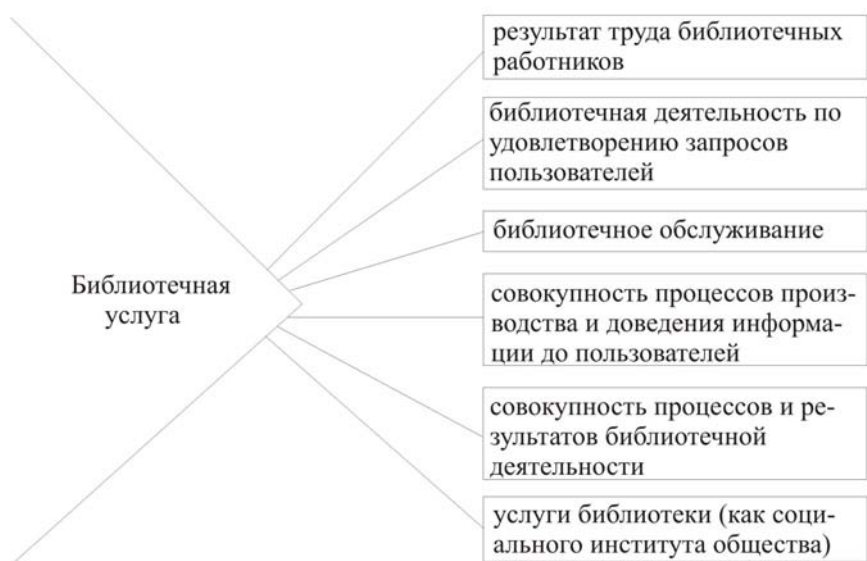 результат труда библиотечных
работников
библиотечная деятельность по
удовлетворению запросов
пользователей
библиотечное обслуживание
Библиотечная
услуга
совокупность процессов произ-
водства и доведения информа-
ции до пользователей
совокупность процессов и ре-
зультатов библиотечной
деятельности
услуги библиотеки (как соци-
ального института общества)